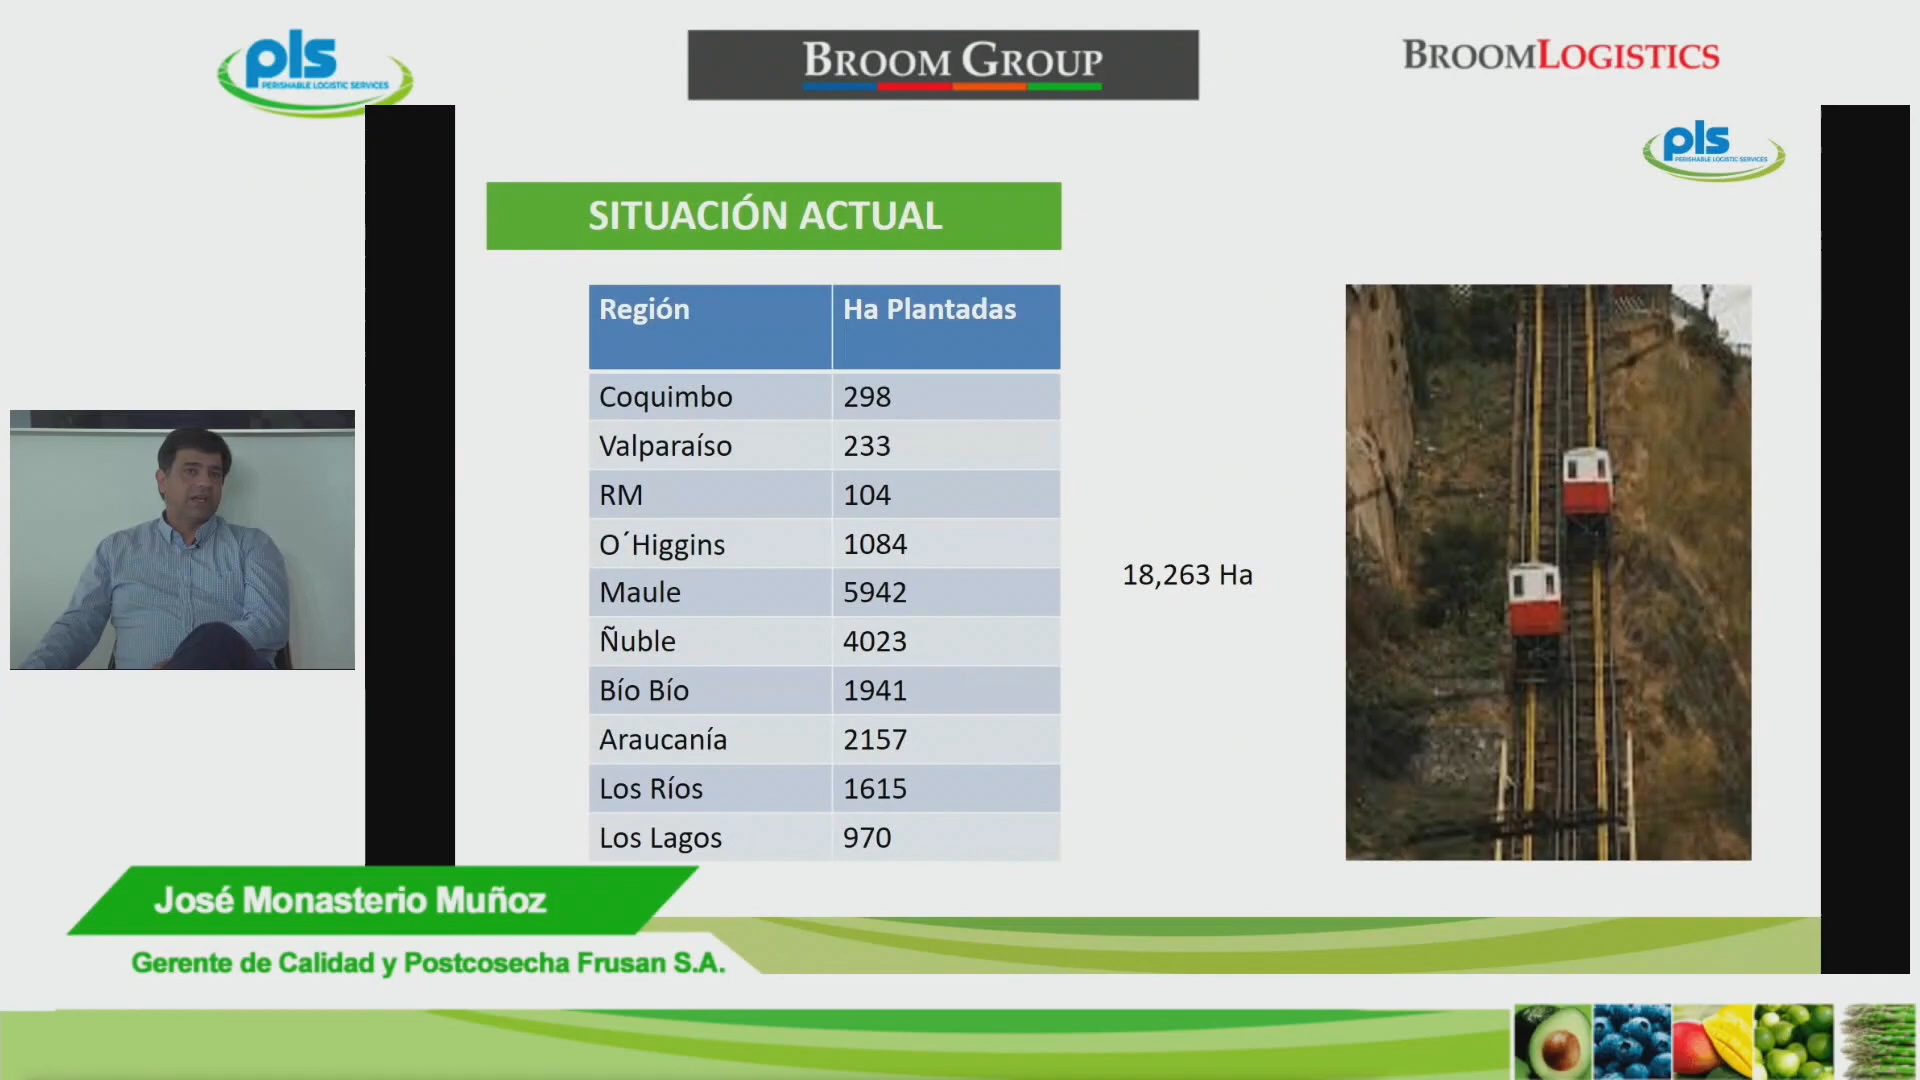 pls
PERISHABLE LOGISTIC SERVICES
BROOM GROUP
BROOMLOGISTICS
pls
PERISHABLE LOGISTIC SERVICES
SITUACIÓN ACTUAL
Región Ha Plantadas
Coquimbo 298
Valparaíso 233
RM 104
O´Higgins 1084
Maule 5942
Ñuble 4023
Bío Bío 1941
Araucanía 2157
Los Ríos 1615
Los Lagos 970
18,263 Ha
José Monasterio Muñoz
Gerente de Calidad y Postcosecha Frusan S.A.